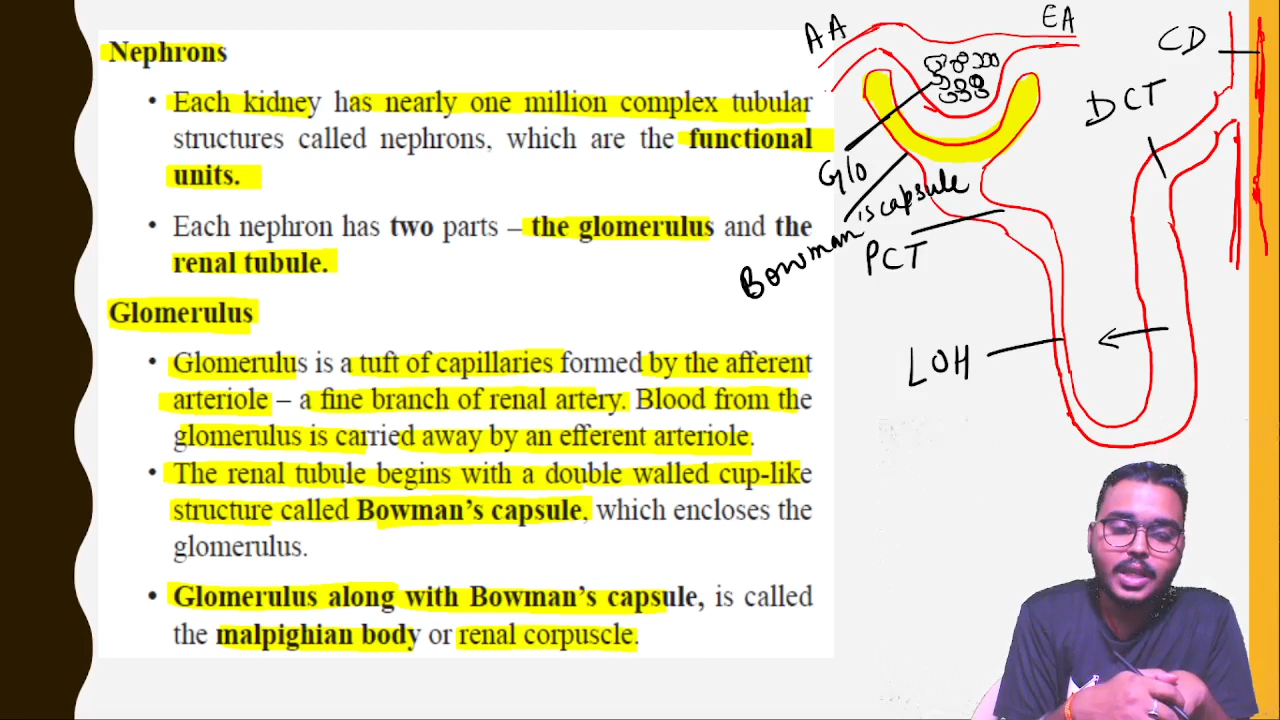 Nephrons
• Each kidney has nearly one million complex tubular
structures called nephrons, which are the functional
units.
• Each nephron has two parts – the glomerulus and the
renal tubule.
Glomerulus
• Glomerulus is a tuft of capillaries formed by the afferent
arteriole – a fine branch of renal artery. Blood from the
glomerulus is carried away by an efferent arteriole.
• The renal tubule begins with a double walled cup-like
structure called Bowman's capsule, which encloses the
glomerulus.
• Glomerulus along with Bowman's capsule, is called
the malpighian body or renal corpuscle.
AA
EA
CD
DCT
Glo
Bowman's capsule
PCT
LOH